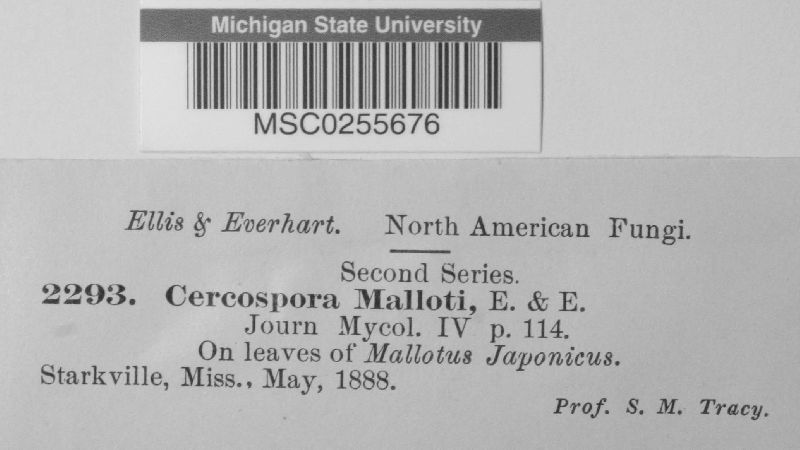 Michigan State University
MSC0255676
Ellis & Everhart. North American Fungi.
Second Series.
2293. Cercospora Malloti, E. & E.
Journ Mycol. IV p. 114.
On leaves of Mallotus Japonicus.
Starkville, Miss., May, 1888.
Prof. S. M. Tracy.